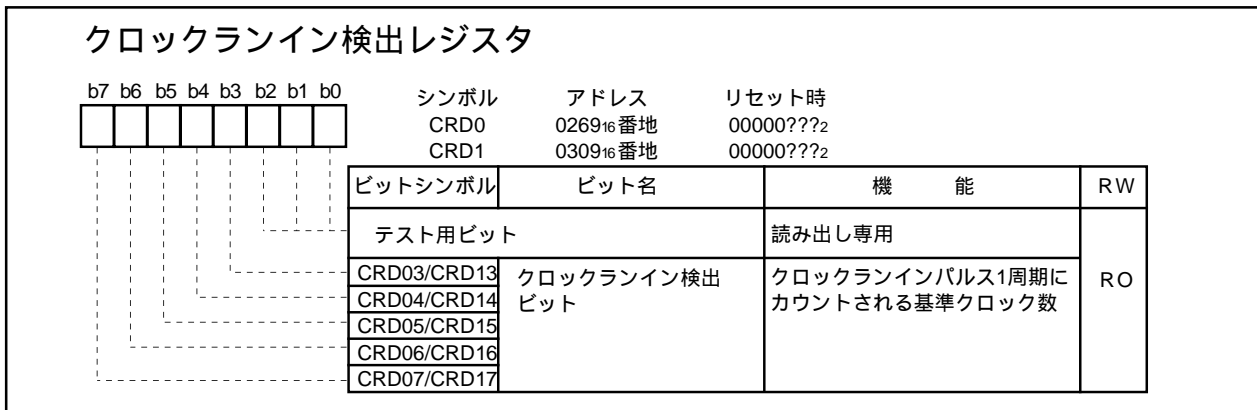 クロックランイン検出レジスタ
b7 b6 b5 b4 b3 b2 b1 b0
シンボル アドレス リセット時
CRD0 026916番地 00000???2
CRD1 030916番地 00000???2
ビットシンボル ビット名 機 能 RW
テスト用ビット 読み出し専用
CRD03/CRD13 クロックランイン検出 クロックランインパルス1周期に RO
CRD04/CRD14 ビット カウントされる基準クロック数
CRD05/CRD15
CRD06/CRD16
CRD07/CRD17